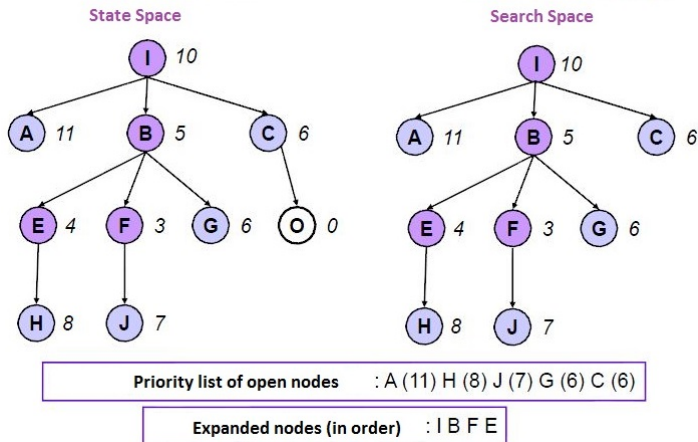 State Space
Search Space
I 10
I 10
A 11 B 5 C 6
A 11 B 5 C 6
E 4 F 3 G 6 O 0
E 4 F 3 G 6
H 8 J 7
H 8 J 7
Priority list of open nodes : A (11) H (8) J (7) G (6) C (6)
Expanded nodes (in order) : I B F E